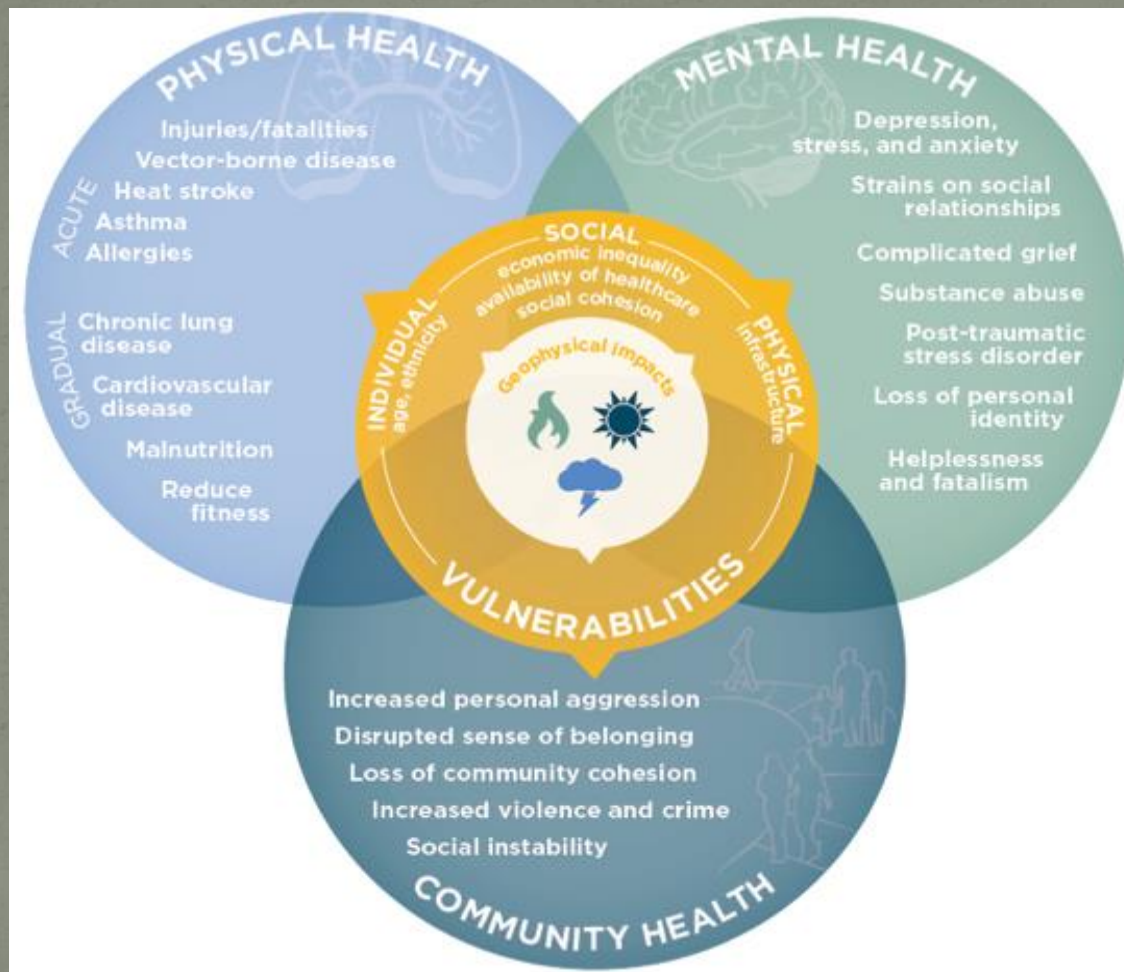 PHYSICAL HEALTH
Injuries/fatalities
Vector-borne disease
ACUTE
Heat stroke
Asthma
Allergies
GRADUAL
Chronic lung
disease
Cardiovascular
disease
Malnutrition
Reduce
fitness
MENTAL HEALTH
Depression,
stress, and anxiety
Strains on social
relationships
Complicated grief
Substance abuse
Post-traumatic
stress disorder
Loss of personal
identity
Helplessness
and fatalism
SOCIAL
economic inequality
availability of healthcare
social cohesion
INDIVIDUAL
age, ethnicity
PHYSICAL
infrastructure
Geophysical impacts
VULNERABILITIES
Increased personal aggression
Disrupted sense of belonging
Loss of community cohesion
Increased violence and crime
Social instability
COMMUNITY HEALTH